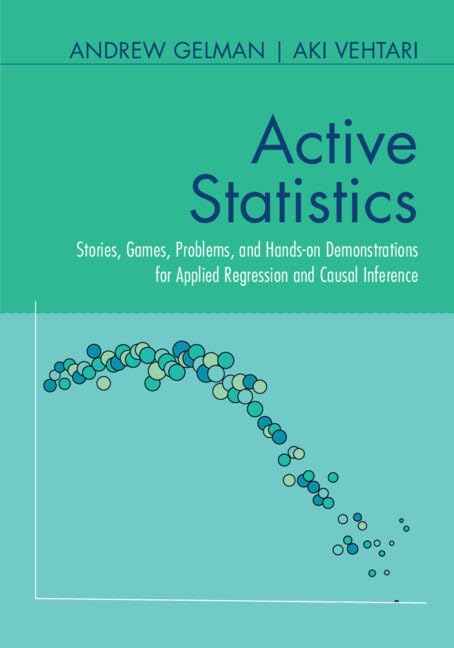 ANDREW GELMAN | AKI VEHTARI
Active
Statistics
Stories, Games, Problems, and Hands-on Demonstrations
for Applied Regression and Causal Inference